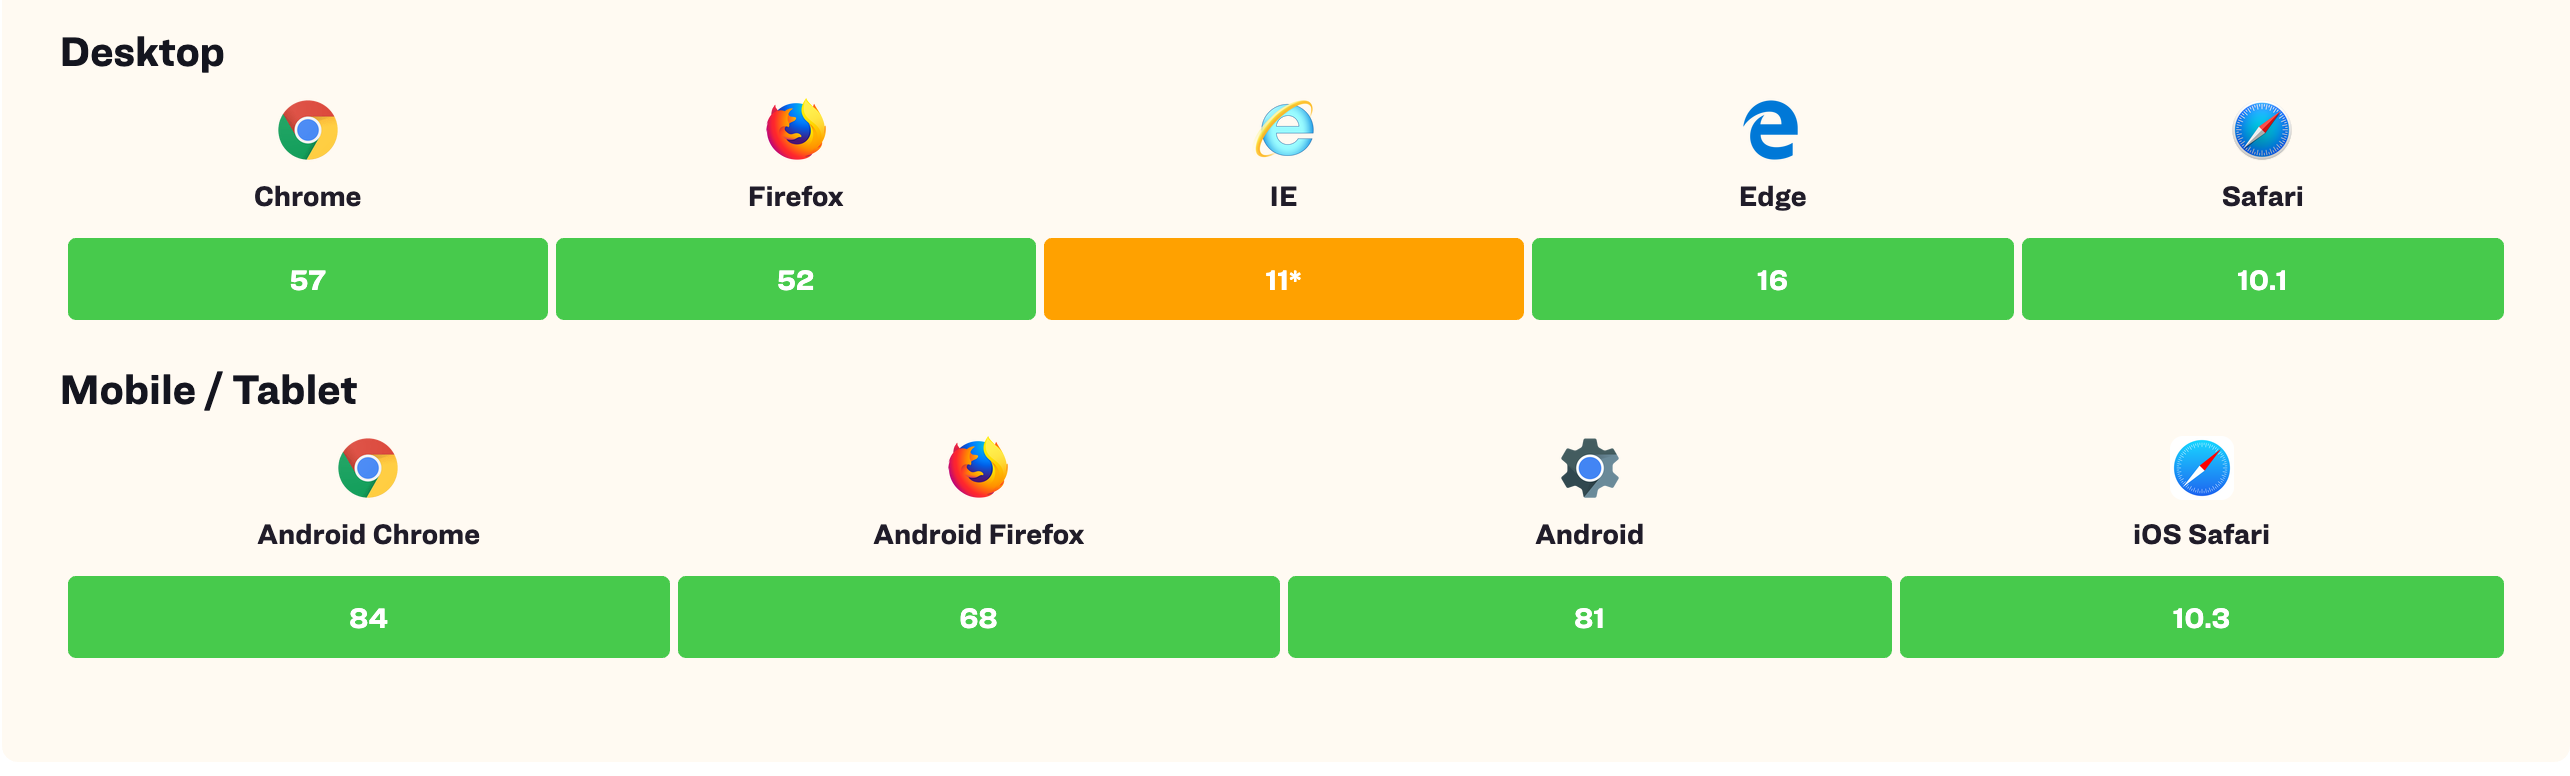 Desktop
Chrome Firefox IE Edge Safari
57 52 11* 16 10.1
Mobile / Tablet
Android Chrome Android Firefox Android iOS Safari
84 68 81 10.3